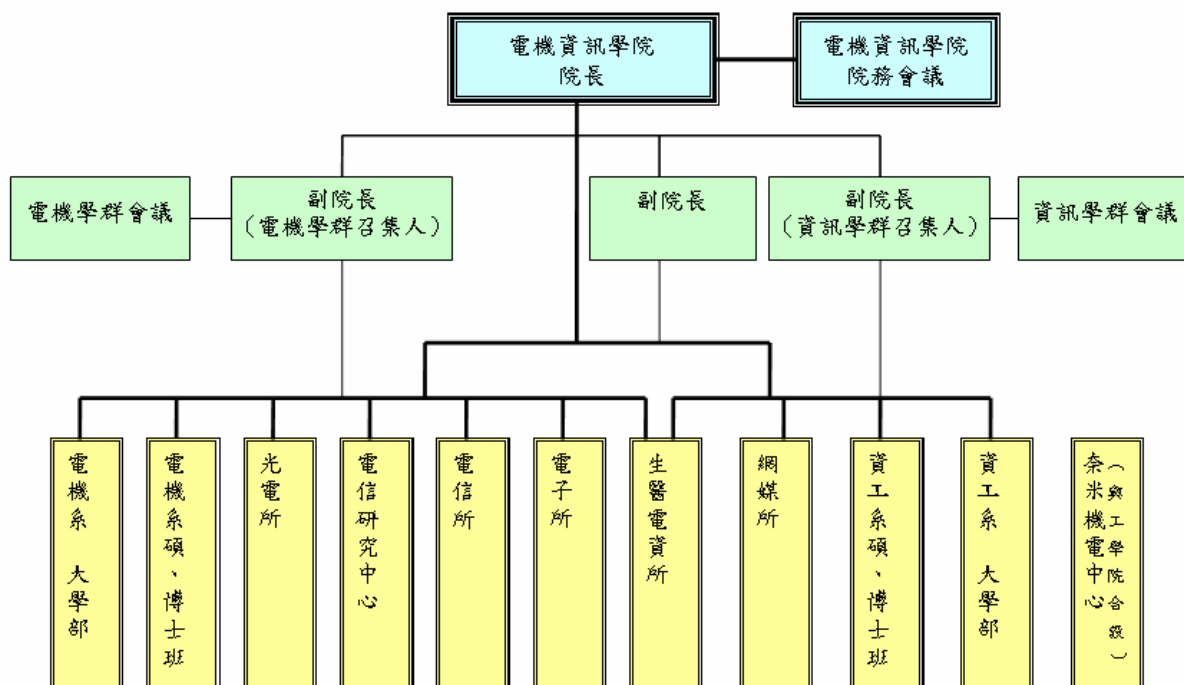 電機資訊學院
院長
電機資訊學院
院務會議
電機學群會議
副院長
（電機學群召集人）
副院長
副院長
（資訊學群召集人）
資訊學群會議
電機系 大學部
電機系碩、博士班
光電所
電信研究中心
電信所
電子所
生醫電資所
網媒所
資工系碩、博士班
資工系 大學部
奈米機電中心
（與工學院合設）